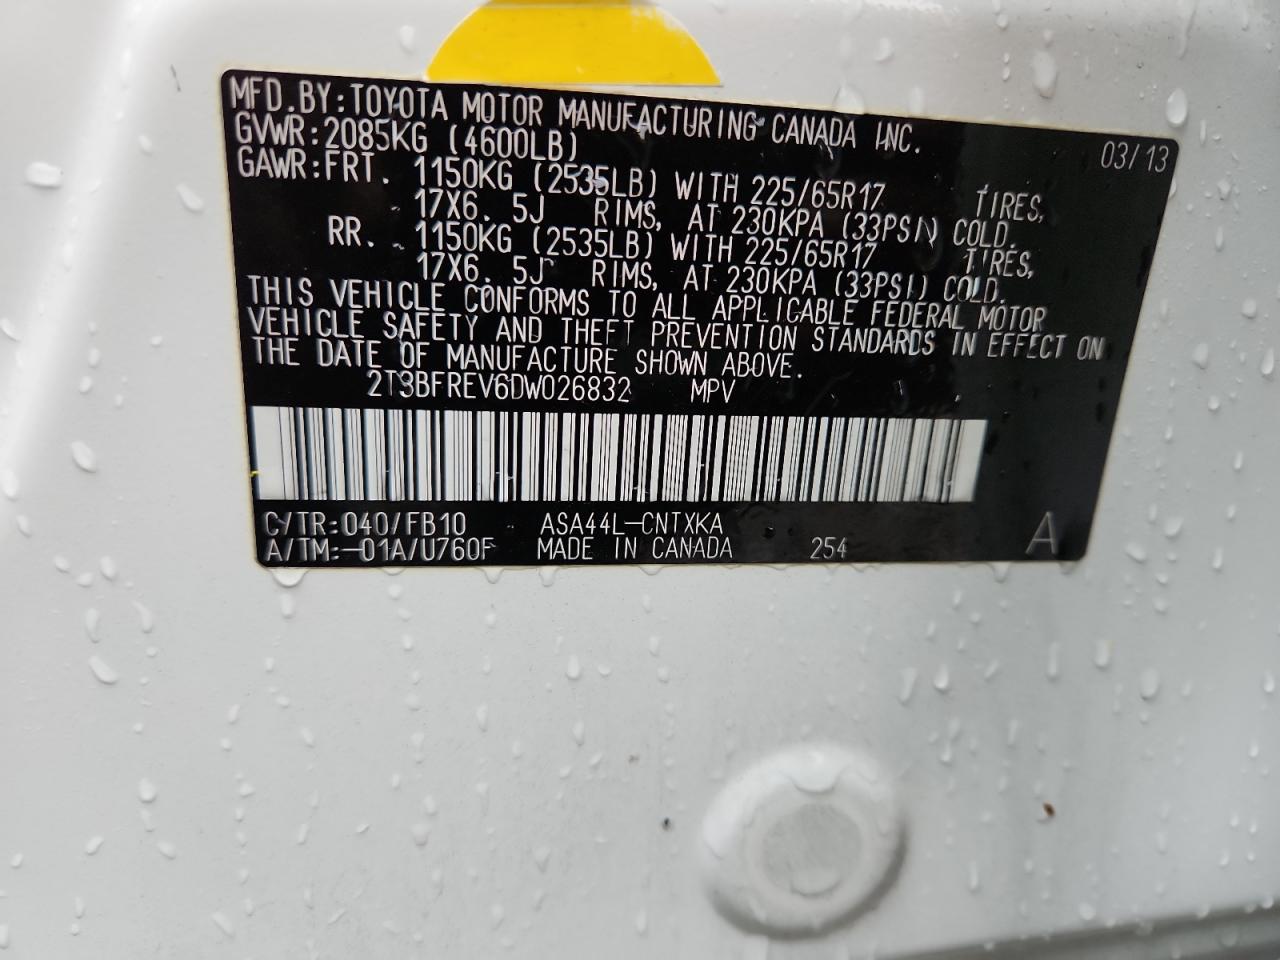 MFD.BY:TOYOTA MOTOR MANUFACTURING CANADA INC.
GVWR:2085KG (4600LB) 03/13
GAWR:FRT. 1150KG (2535LB) WITH 225/65R17 TIRES,
17X6.5J RIMS, AT 230KPA (33PSI) COLD.
RR. 1150KG (2535LB) WITH 225/65R17 TIRES,
17X6.5J RIMS, AT 230KPA (33PSI) COLD.
THIS VEHICLE CONFORMS TO ALL APPLICABLE FEDERAL MOTOR
VEHICLE SAFETY AND THEFT PREVENTION STANDARDS IN EFFECT ON
THE DATE OF MANUFACTURE SHOWN ABOVE.
2T3BFREV6DW026832 MPV
C/TR:040/FB10 ASA44L-CNTXKA
A/TM:-01A/U760F MADE IN CANADA 254 A